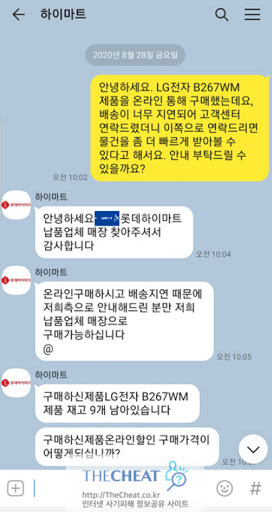 하이마트
2020년 8월 28일 금요일
안녕하세요. LG전자 B267WM
제품을 온라인 통해 구매했는데요,
배송이 너무 지연되어 고객센터
연락드렸더니 이쪽으로 연락드리면
물건을 좀 더 빠르게 받아볼 수
있다고 해서요. 안내 부탁드릴 수
있을까요?
오전 10:02
하이마트
안녕하세요 롯데하이마트
납품업체 매장 찾아주셔서
감사합니다
오전 10:04
하이마트
온라인구매하시고 배송지연 때문에
저희측으로 안내해드린 분만 저희
납품업체 매장으로
구매가능하십니다
@
오전 10:05
하이마트
구매하신제품LG전자 B267WM
제품 재고 9개 남아있습니다
구매하신제품온라인할인 구매가격이
어떻게되십니까?
오전
THECHEAT
http://TheCheat.co.kr
인터넷 사기피해 정보공유 사이트
#